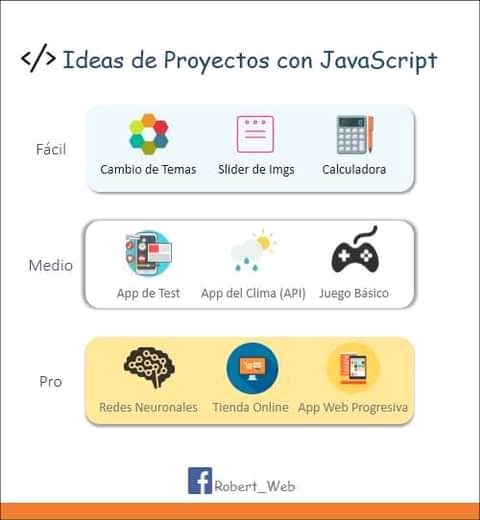 </> Ideas de Proyectos con JavaScript
Fácil
Cambio de Temas
Slider de Imgs
Calculadora
Medio
App de Test
App del Clima (API)
Juego Básico
Pro
Redes Neuronales
Tienda Online
App Web Progresiva
Robert_Web